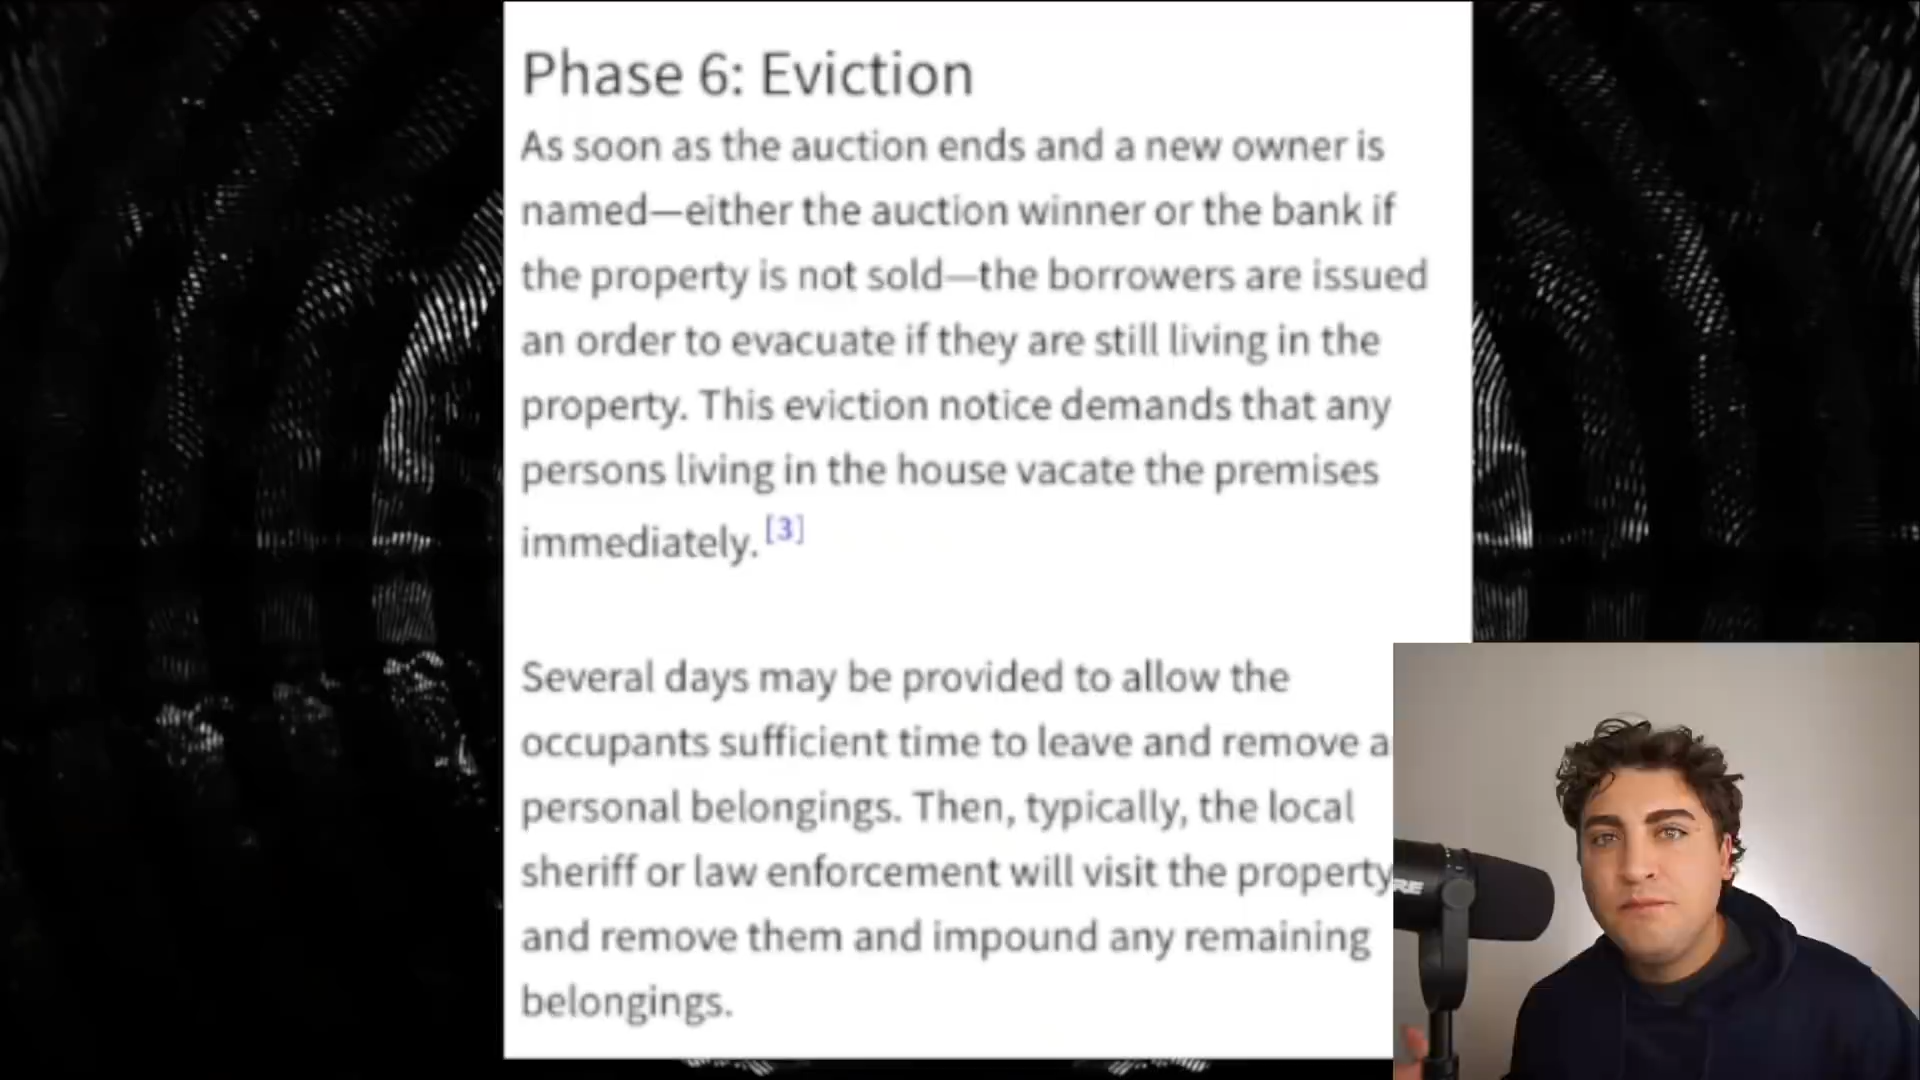 Phase 6: Eviction
As soon as the auction ends and a new owner is
named—either the auction winner or the bank if
the property is not sold—the borrowers are issued
an order to evacuate if they are still living in the
property. This eviction notice demands that any
persons living in the house vacate the premises
immediately. [3]
Several days may be provided to allow the
occupants sufficient time to leave and remove a
personal belongings. Then, typically, the local
sheriff or law enforcement will visit the property
and remove them and impound any remaining
belongings.
RE